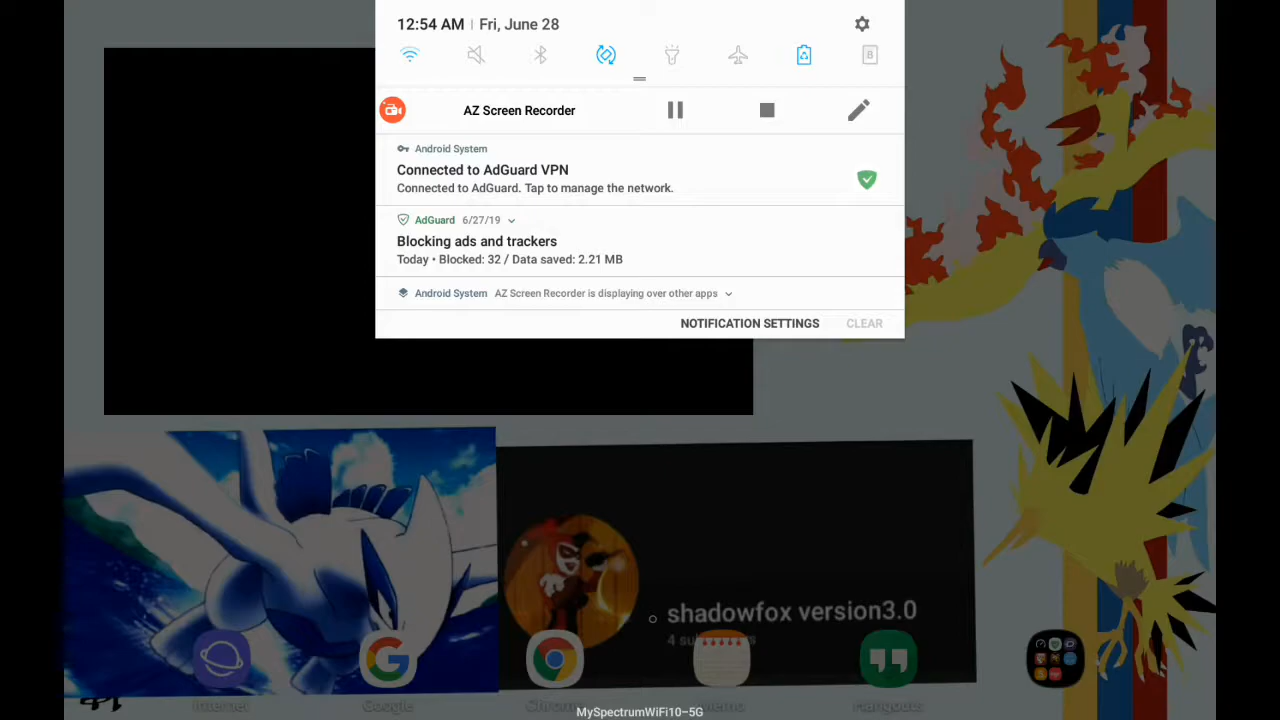 12:54 AM | Fri, June 28
B
AZ Screen Recorder
Android System
Connected to AdGuard VPN
Connected to AdGuard. Tap to manage the network.
AdGuard 6/27/19
Blocking ads and trackers
Today • Blocked: 32 / Data saved: 2.21 MB
Android System AZ Screen Recorder is displaying over other apps
NOTIFICATION SETTINGS CLEAR
shadowfox version3.0
Internet Google Hangouts
MySpectrumWiFi10-5G